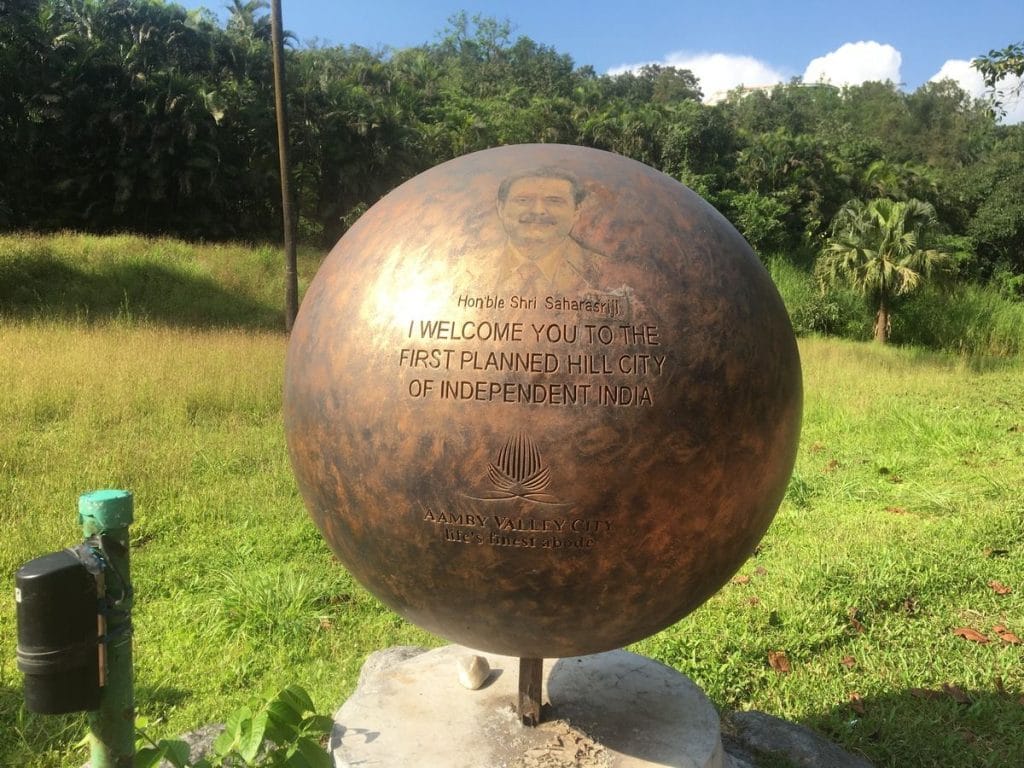 Hon'ble Shri Saharasriji
I WELCOME YOU TO THE
FIRST PLANNED HILL CITY
OF INDEPENDENT INDIA
AAMBY VALLEY CITY
life's finest abode